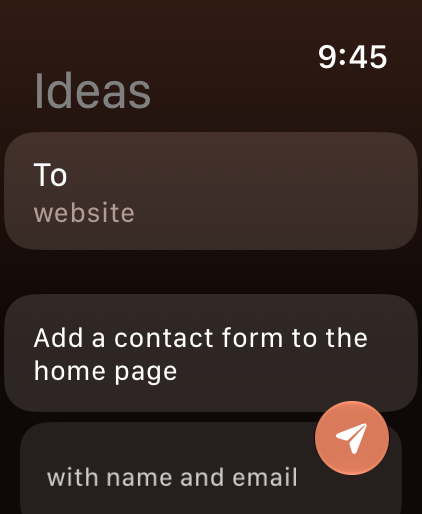 9:45
Ideas
To
website
Add a contact form to the
home page
with name and email